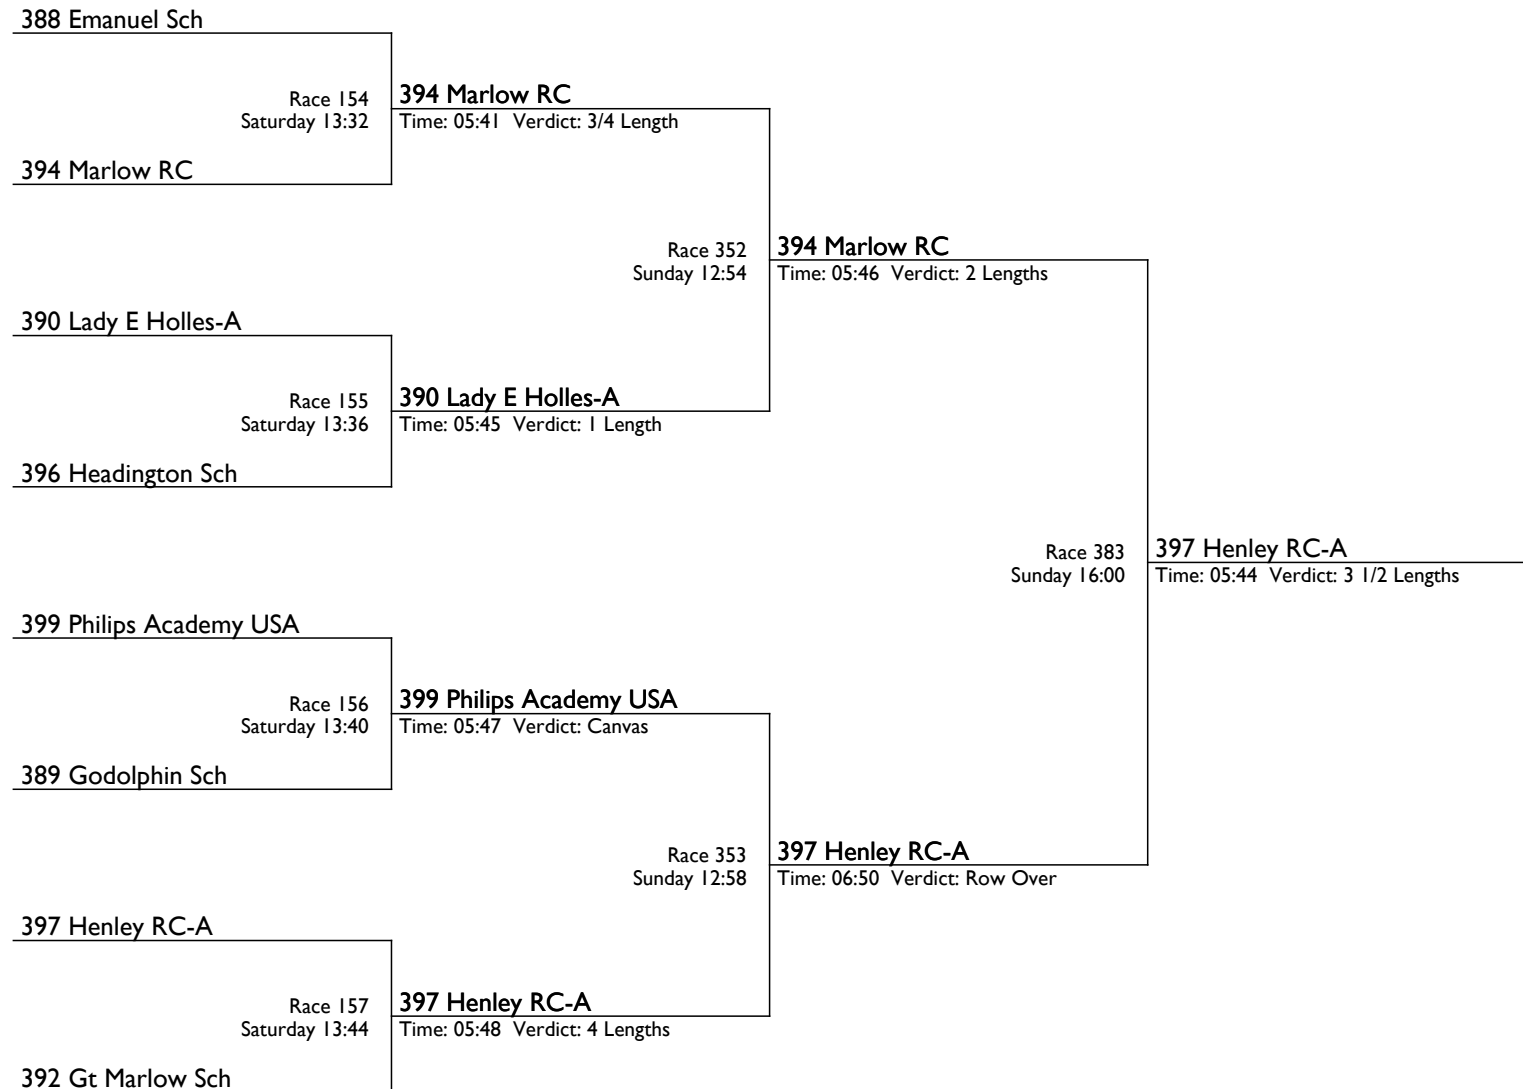 388 Emanuel Sch
Race 154
Saturday 13:32
394 Marlow RC
Time: 05:41 Verdict: 3/4 Length
394 Marlow RC
Race 352
Sunday 12:54
394 Marlow RC
Time: 05:46 Verdict: 2 Lengths
390 Lady E Holles-A
Race 155
Saturday 13:36
390 Lady E Holles-A
Time: 05:45 Verdict: 1 Length
396 Headington Sch
Race 383
Sunday 16:00
397 Henley RC-A
Time: 05:44 Verdict: 3 1/2 Lengths
399 Philips Academy USA
Race 156
Saturday 13:40
399 Philips Academy USA
Time: 05:47 Verdict: Canvas
389 Godolphin Sch
Race 353
Sunday 12:58
397 Henley RC-A
Time: 06:50 Verdict: Row Over
397 Henley RC-A
Race 157
Saturday 13:44
397 Henley RC-A
Time: 05:48 Verdict: 4 Lengths
392 Gt Marlow Sch